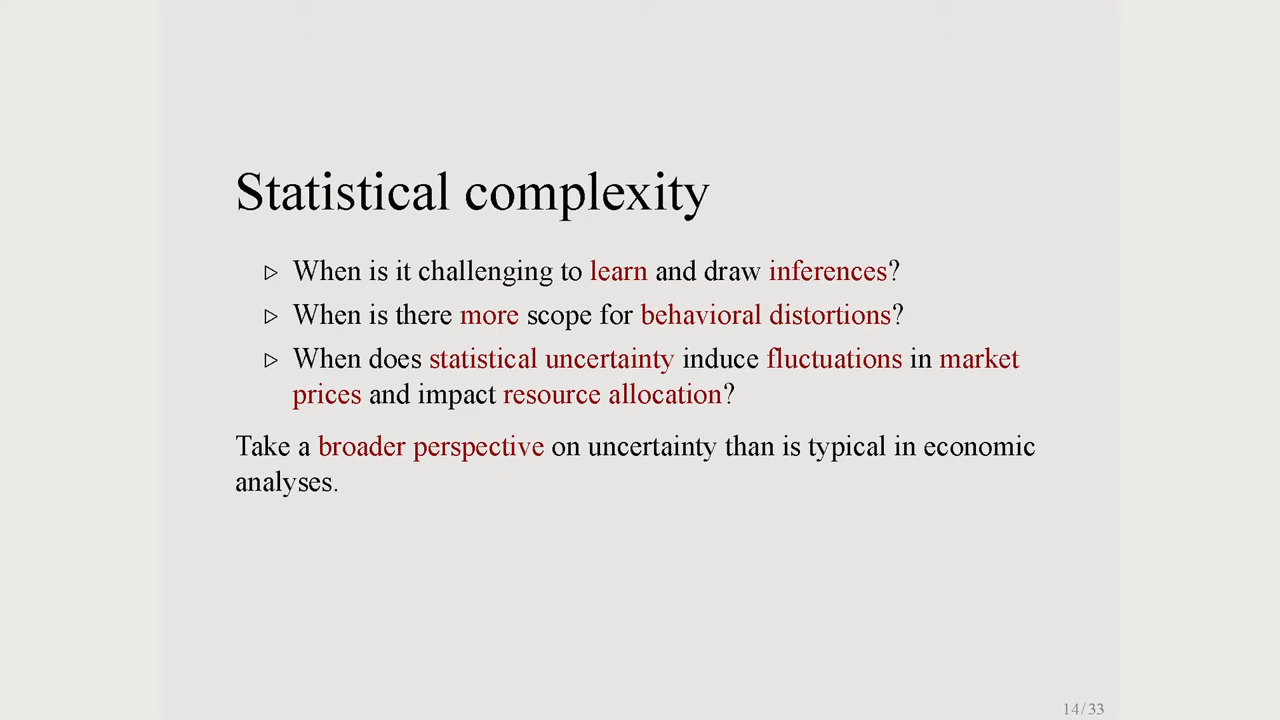 Statistical complexity
▷ When is it challenging to learn and draw inferences?
▷ When is there more scope for behavioral distortions?
▷ When does statistical uncertainty induce fluctuations in market
prices and impact resource allocation?
Take a broader perspective on uncertainty than is typical in economic
analyses.
14/33